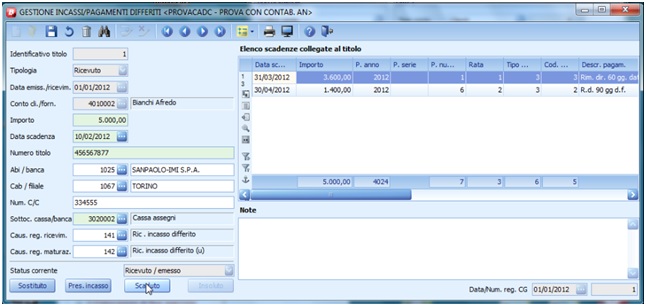 GESTIONE INCASSI/PAGAMENTI DIFFERITI <PROVACADC - PROVA CON CONTAB. AN>
Identificativo titolo 1
Tipologia Ricevuto
Data emiss./ricevim. 01/01/2012
Conto cli./forn. 4010002 Bianchi Afredo
Importo 5.000,00
Data scadenza 10/02/2012
Numero titolo 456567877
Abi / banca 1025 SANPAOLO-IMI S.P.A.
Cab / filiale 1067 TORINO
Num. C/C 334555
Sottoc. cassa/banca 3020002 Cassa assegni
Caus. reg. ricevim. 141 Ric . incasso differito
Caus. reg. maturaz. 142 Ric. incasso differito (u)
Status corrente Ricevuto / emesso
Sostituito Pres. incasso Scaduto Insoluto
Elenco scadenze collegate al titolo
Data sc... Importo P. anno P. serie P. nu... Rata Tipo ... Cod. ... Descr. pagam.
31/03/2012 3.600,00 2012 1 1 3 3 Rim. dir. 60 gg. dal
30/04/2012 1.400,00 2012 6 2 3 2 R.d. 90 gg d.f.
5.000,00 4024 7 3 6 5
Note
Data/Num. reg. CG 01/01/2012 1